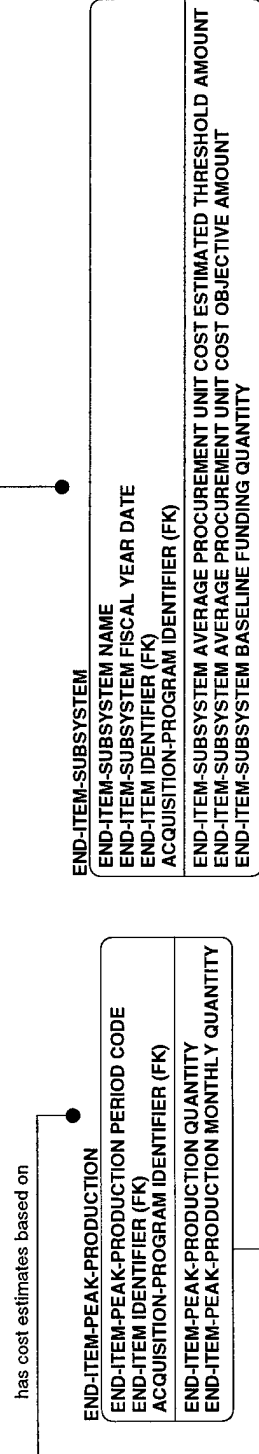 has cost estimates based on
END-ITEM-PEAK-PRODUCTION
END-ITEM-PEAK-PRODUCTION PERIOD CODE
END-ITEM IDENTIFIER (FK)
ACQUISITION-PROGRAM IDENTIFIER (FK)
END-ITEM-PEAK-PRODUCTION QUANTITY
END-ITEM-PEAK-PRODUCTION MONTHLY QUANTITY
END-ITEM-SUBSYSTEM
END-ITEM-SUBSYSTEM NAME
END-ITEM-SUBSYSTEM FISCAL YEAR DATE
END-ITEM IDENTIFIER (FK)
ACQUISITION-PROGRAM IDENTIFIER (FK)
END-ITEM-SUBSYSTEM AVERAGE PROCUREMENT UNIT COST ESTIMATED THRESHOLD AMOUNT
END-ITEM-SUBSYSTEM AVERAGE PROCUREMENT UNIT COST OBJECTIVE AMOUNT
END-ITEM-SUBSYSTEM BASELINE FUNDING QUANTITY